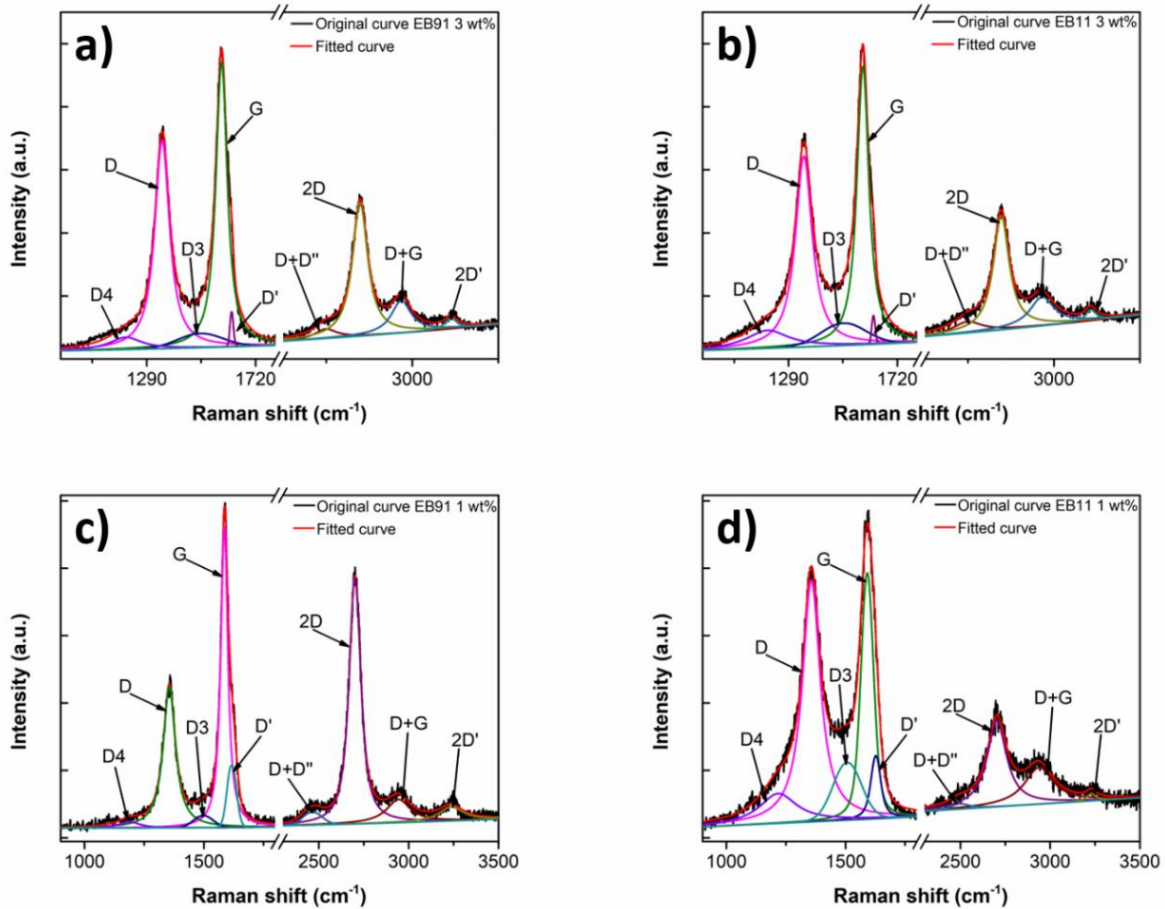 a)
Original curve EB91 3 wt%
Fitted curve
G
D
2D
D3
D+G
D+D"
D4
D'
2D'
Intensity (a.u.)
1290 1720 3000
Raman shift (cm-1)
b)
Original curve EB11 3 wt%
Fitted curve
G
D
2D
D3
D+G
D+D"
2D'
D4
D'
Intensity (a.u.)
1290 1720 3000
Raman shift (cm-1)
c)
Original curve EB91 1 wt%
Fitted curve
G
2D
D
D3
D'
D+G
D4
D+D"
2D'
Intensity (a.u.)
1000 1500 2500 3000 3500
Raman shift (cm-1)
d)
Original curve EB11 1 wt%
Fitted curve
G
D
D3
2D
D+G
D4
D'
D+D"
2D'
Intensity (a.u.)
1000 1500 2500 3000 3500
Raman shift (cm-1)